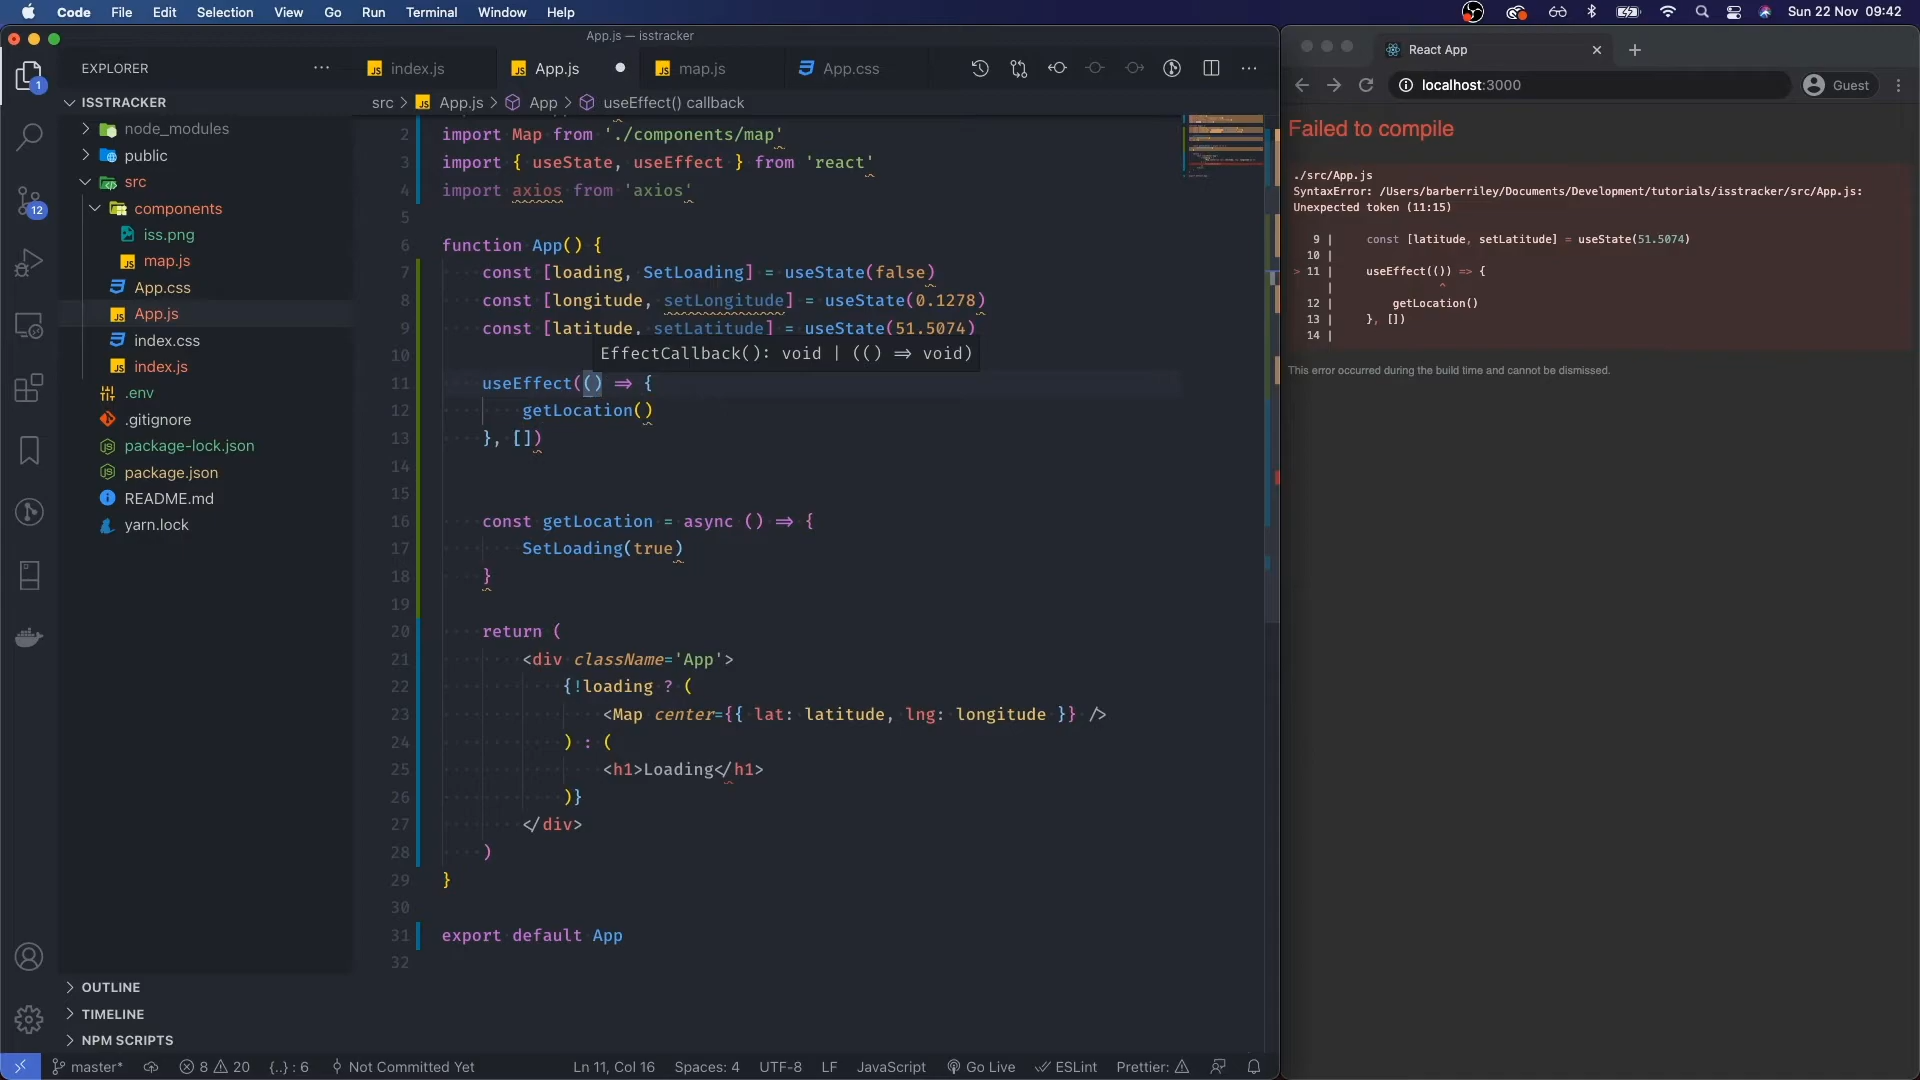 Code File Edit Selection View Go Run Terminal Window Help Sun 22 Nov 09:42
App.js — isstracker
EXPLORER
index.js App.js map.js App.css
ISSTRACKER
src > App.js > App > useEffect() callback
node_modules
public
src
components
iss.png
map.js
App.css
App.js
index.css
index.js
.env
.gitignore
package-lock.json
package.json
README.md
yarn.lock
OUTLINE
TIMELINE
NPM SCRIPTS
1
12
2 import Map from './components/map'
3 import { useState, useEffect } from 'react'
4 import axios from 'axios'
5
6 function App() {
7 const [loading, SetLoading] = useState(false)
8 const [longitude, setLongitude] = useState(0.1278)
9 const [latitude, setLatitude] = useState(51.5074)
10
EffectCallback(): void | (() => void)
11 useEffect(() => {
12 getLocation()
13 }, [])
14
15
16 const getLocation = async () => {
17 SetLoading(true)
18 }
19
20 return (
21 <div className='App'>
22 {!loading ? (
23 <Map center={{ lat: latitude, lng: longitude }} />
24 ) : (
25 <h1>Loading</h1>
26 )}
27 </div>
28 )
29 }
30
31 export default App
32
master* 8 20 {..} : 6 Not Committed Yet Ln 11, Col 16 Spaces: 4 UTF-8 LF JavaScript Go Live ESLint Prettier:
React App
localhost:3000 Guest
Failed to compile
./src/App.js
SyntaxError: /Users/barberriley/Documents/Development/tutorials/isstracker/src/App.js:
Unexpected token (11:15)
9 | const [latitude, setLatitude] = useState(51.5074)
10 |
> 11 | useEffect(()) => {
| ^
12 | getLocation()
13 | }, [])
14 |
This error occurred during the build time and cannot be dismissed.